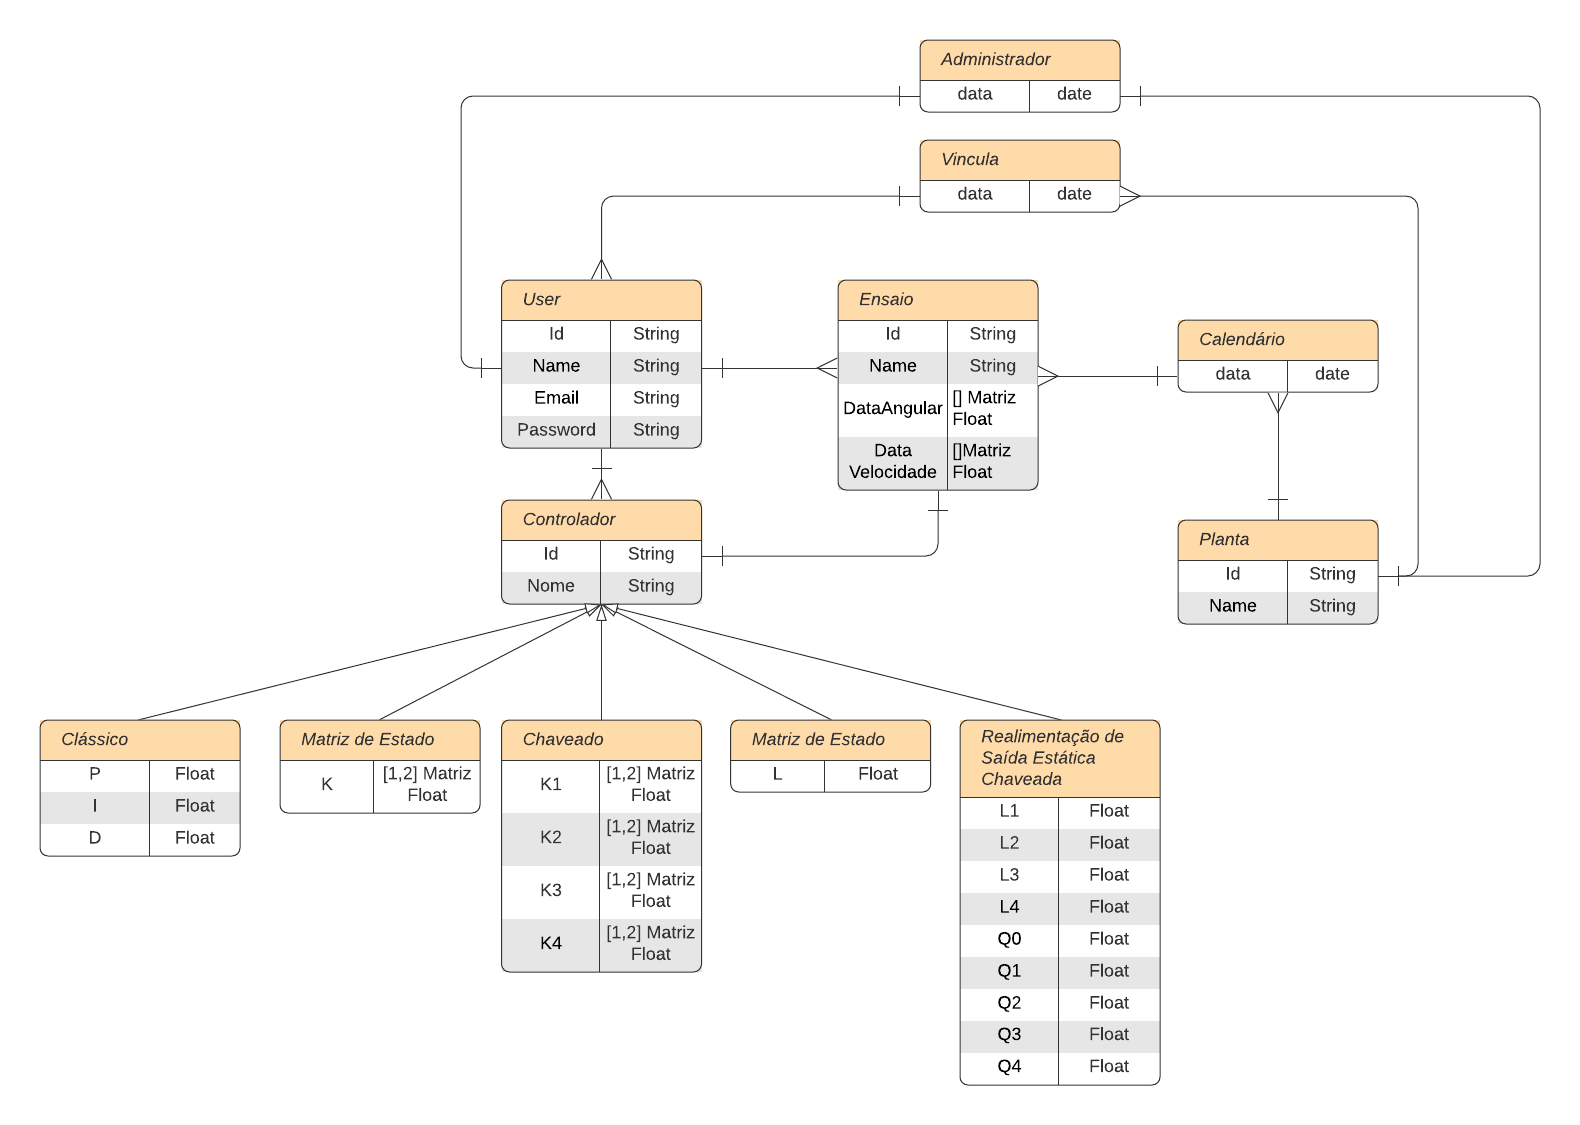 Administrador
data date
Vincula
data date
User
Id String
Name String
Email String
Password String
Ensaio
Id String
Name String
DataAngular [] Matriz
Float
Data
Velocidade []Matriz
Float
Calendário
data date
Controlador
Id String
Nome String
Planta
Id String
Name String
Clássico
P Float
I Float
D Float
Matriz de Estado
K [1,2] Matriz
Float
Chaveado
K1 [1,2] Matriz
Float
K2 [1,2] Matriz
Float
K3 [1,2] Matriz
Float
K4 [1,2] Matriz
Float
Matriz de Estado
L Float
Realimentação de
Saída Estática
Chaveada
L1 Float
L2 Float
L3 Float
L4 Float
Q0 Float
Q1 Float
Q2 Float
Q3 Float
Q4 Float